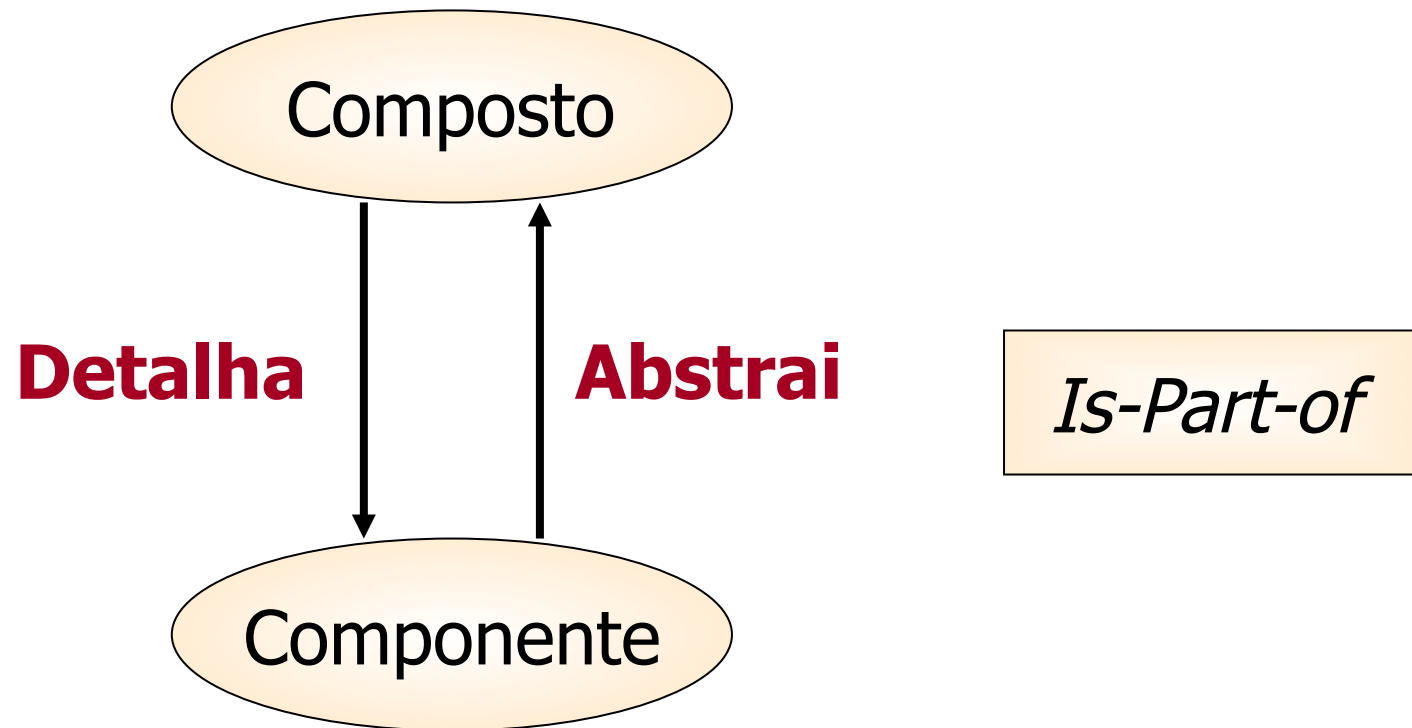 Composto
Detalha
Abstrai
Is-Part-of
Componente